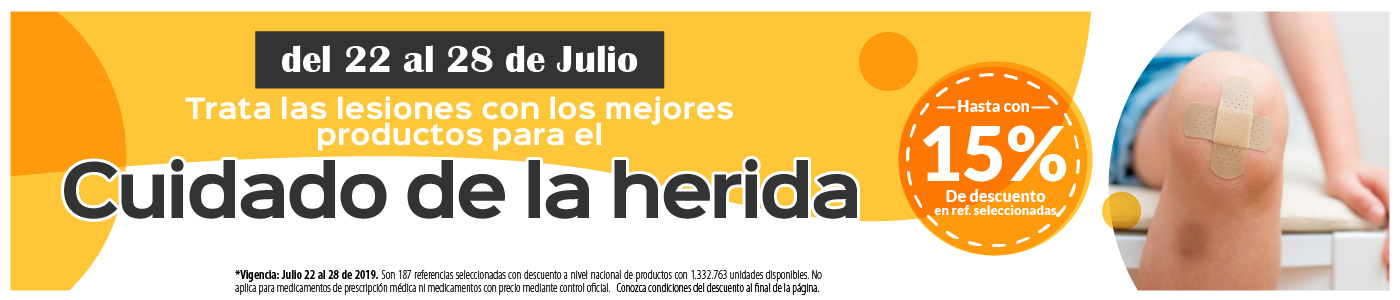 del 22 al 28 de Julio
Trata las lesiones con los mejores
productos para el
Cuidado de la herida
Hasta con
15%
De descuento
en ref. seleccionadas
*Vigencia: Julio 22 al 28 de 2019. Son 187 referencias seleccionadas con descuento a nivel nacional de productos con 1.332.763 unidades disponibles. No
aplica para medicamentos de prescripción médica ni medicamentos con precio mediante control oficial. Conozca condiciones del descuento al final de la página.